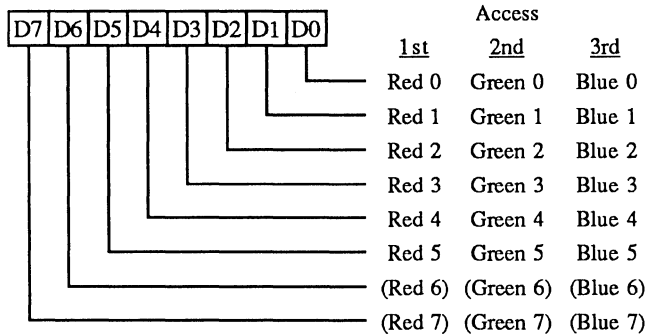 Access
D7 D6 D5 D4 D3 D2 D1 D0
1st 2nd 3rd
Red 0 Green 0 Blue 0
Red 1 Green 1 Blue 1
Red 2 Green 2 Blue 2
Red 3 Green 3 Blue 3
Red 4 Green 4 Blue 4
Red 5 Green 5 Blue 5
(Red 6) (Green 6) (Blue 6)
(Red 7) (Green 7) (Blue 7)